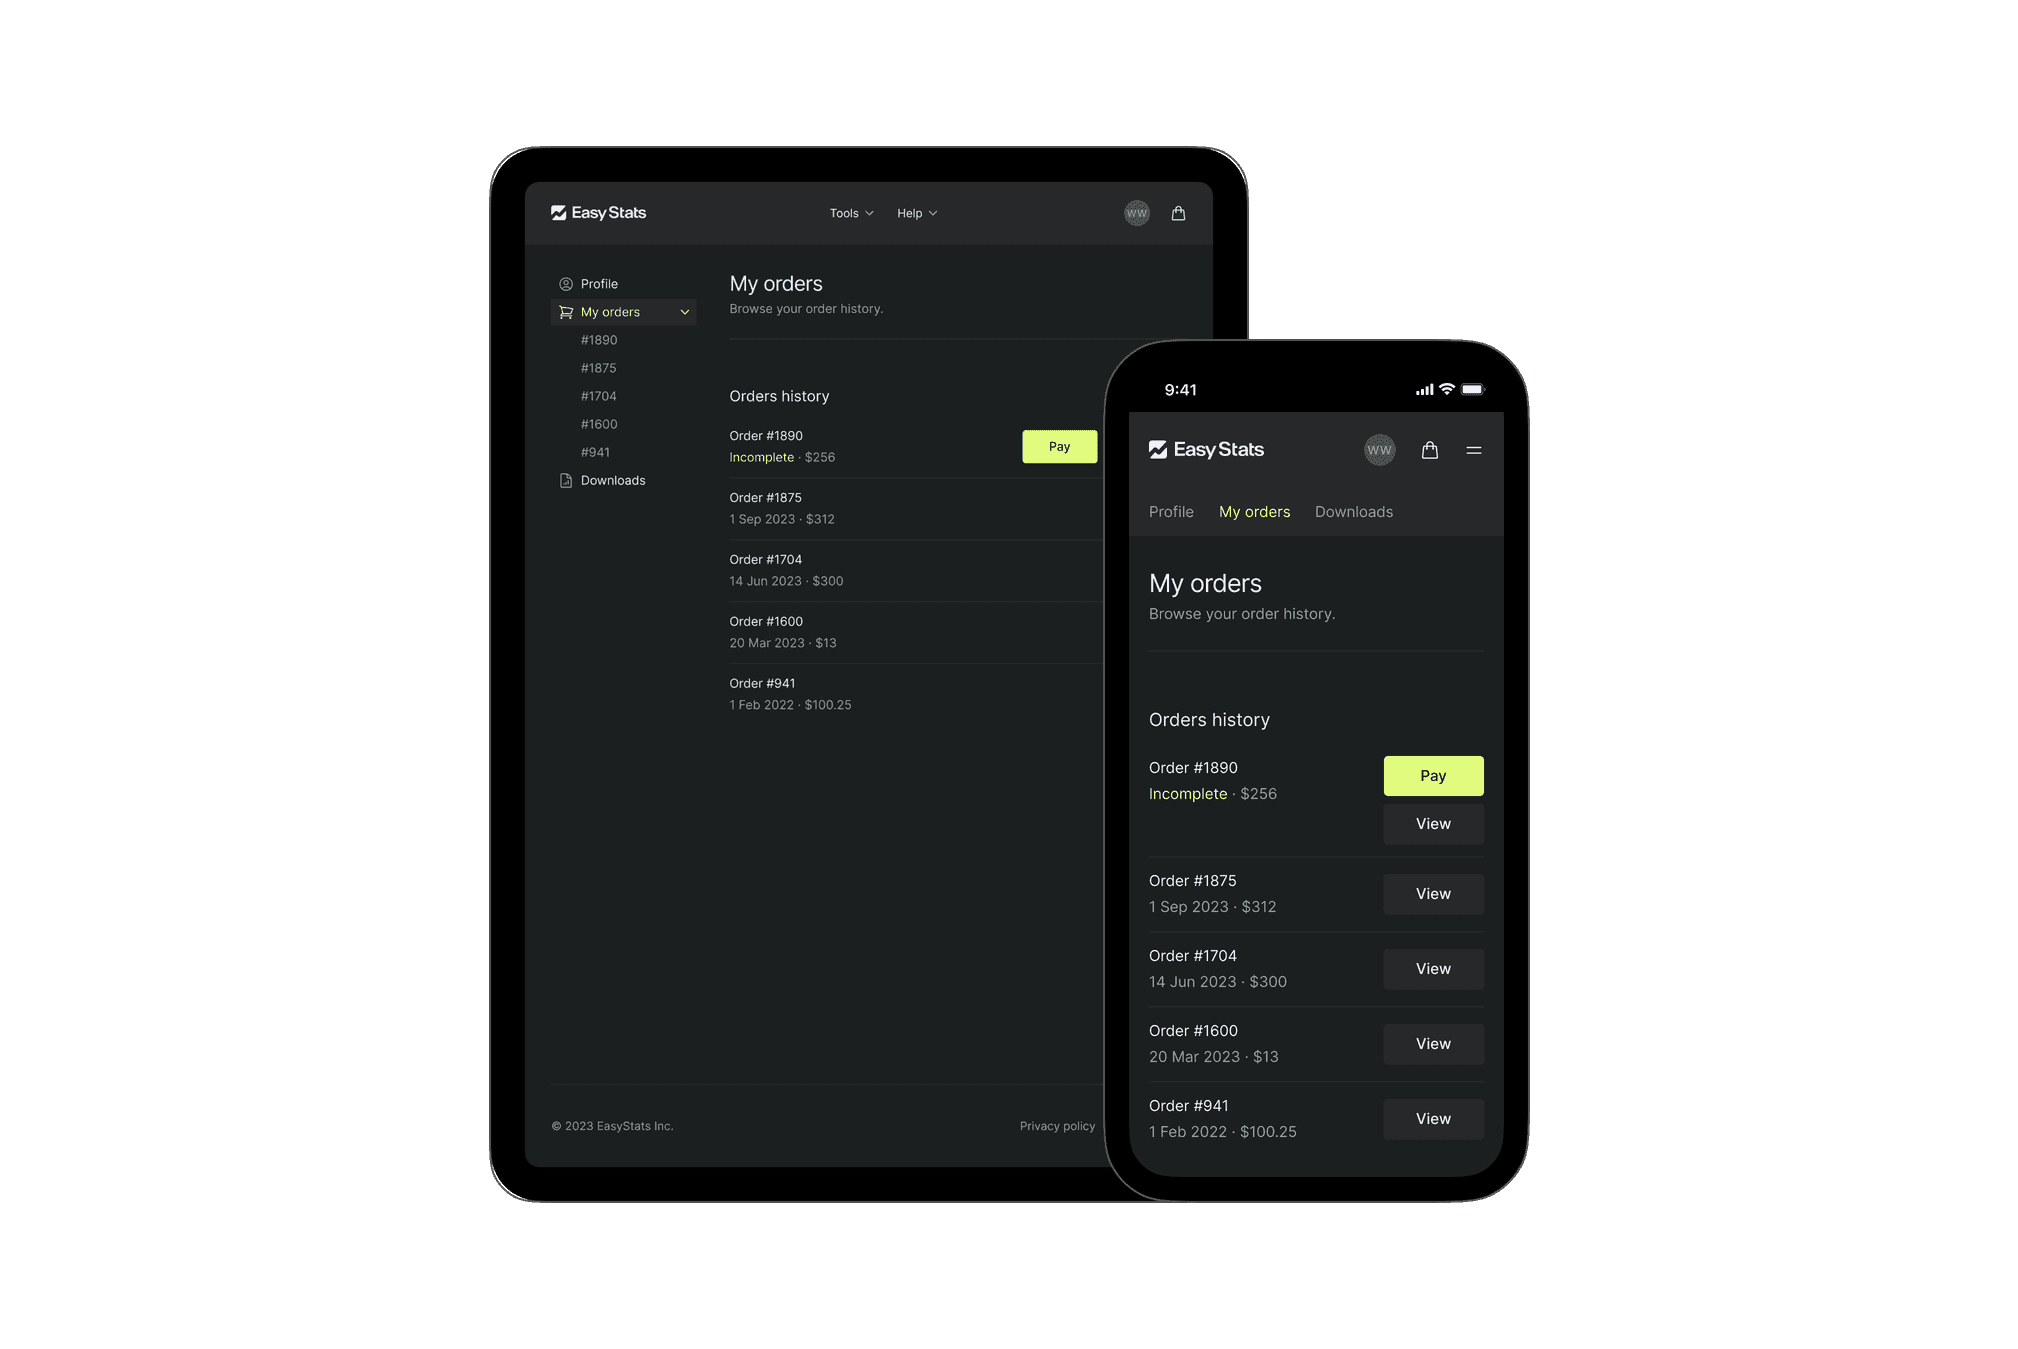 EasyStats
Tools
Help
WW
Profile
My orders
#1890
#1875
#1704
#1600
#941
Downloads
My orders
Browse your order history.
Orders history
Order #1890
Incomplete · $256
Pay
Order #1875
1 Sep 2023 · $312
Order #1704
14 Jun 2023 · $300
Order #1600
20 Mar 2023 · $13
Order #941
1 Feb 2022 · $100.25
© 2023 EasyStats Inc.
Privacy policy
9:41
EasyStats
WW
Profile My orders Downloads
My orders
Browse your order history.
Orders history
Order #1890
Incomplete · $256
Pay
View
Order #1875
1 Sep 2023 · $312
View
Order #1704
14 Jun 2023 · $300
View
Order #1600
20 Mar 2023 · $13
View
Order #941
1 Feb 2022 · $100.25
View